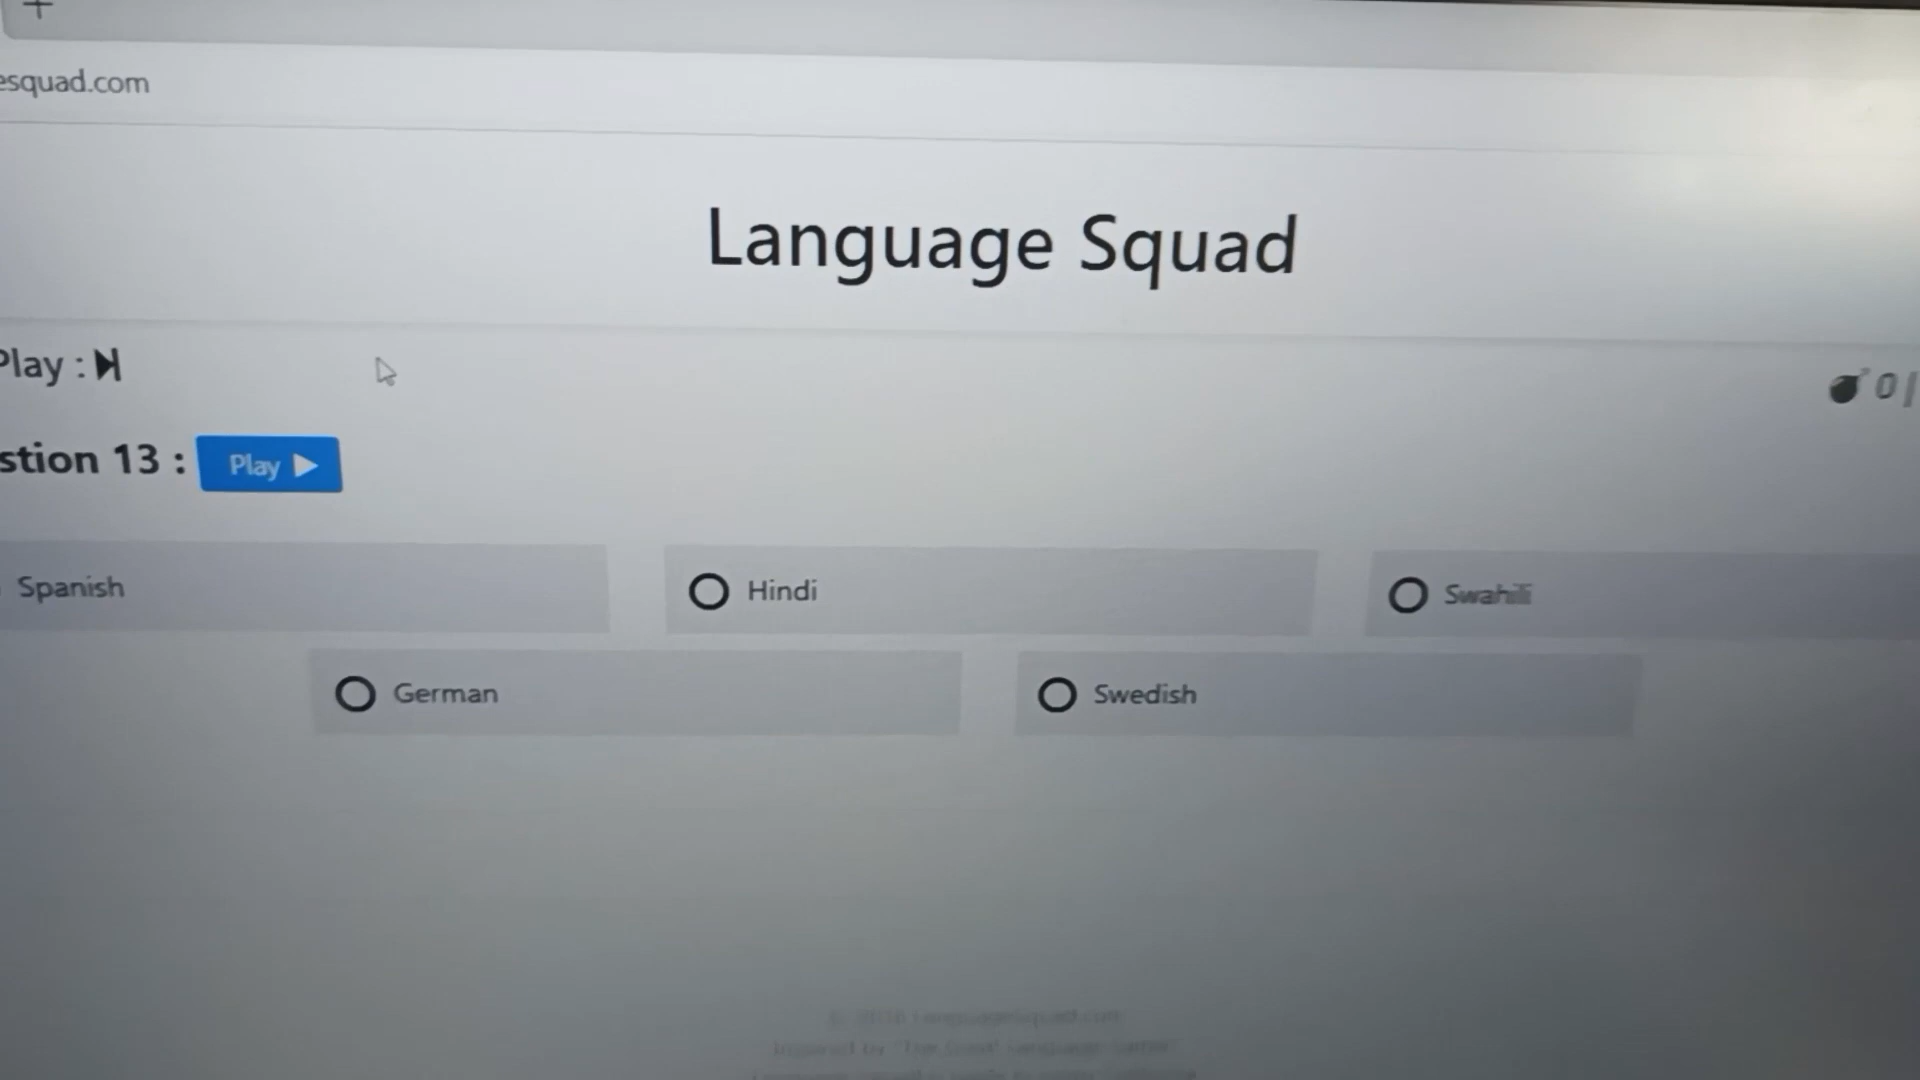 esquad.com
Language Squad
Play :
0 |
stion 13 : Play
Spanish
Hindi
Swahili
German
Swedish